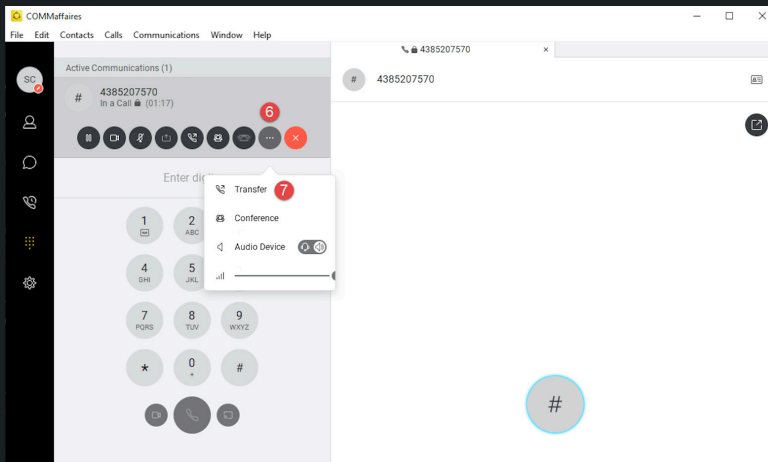 COMMaffaires
File Edit Contacts Calls Communications Window Help
4385207570 ×
Active Communications (1)
SC
#
4385207570
In a Call (01:17)
6
# 4385207570
Enter di
Transfer 7
Conference
Audio Device
1 2
ABC
4 5
GHI JKL
7 8 9
PQRS TUV WXYZ
* 0 #
+
#